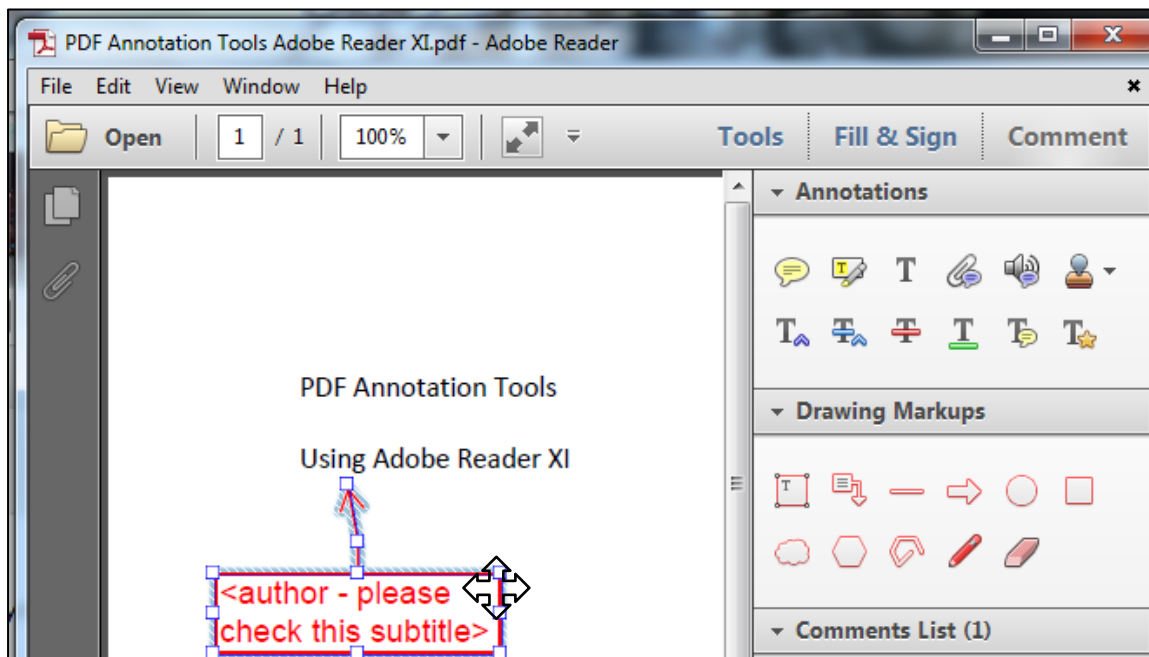 PDF Annotation Tools Adobe Reader XI.pdf - Adobe Reader
File Edit View Window Help
Open 1 / 1 100% Tools Fill & Sign Comment
Annotations
PDF Annotation Tools
Using Adobe Reader XI
<author - please
check this subtitle>
Drawing Markups
Comments List (1)